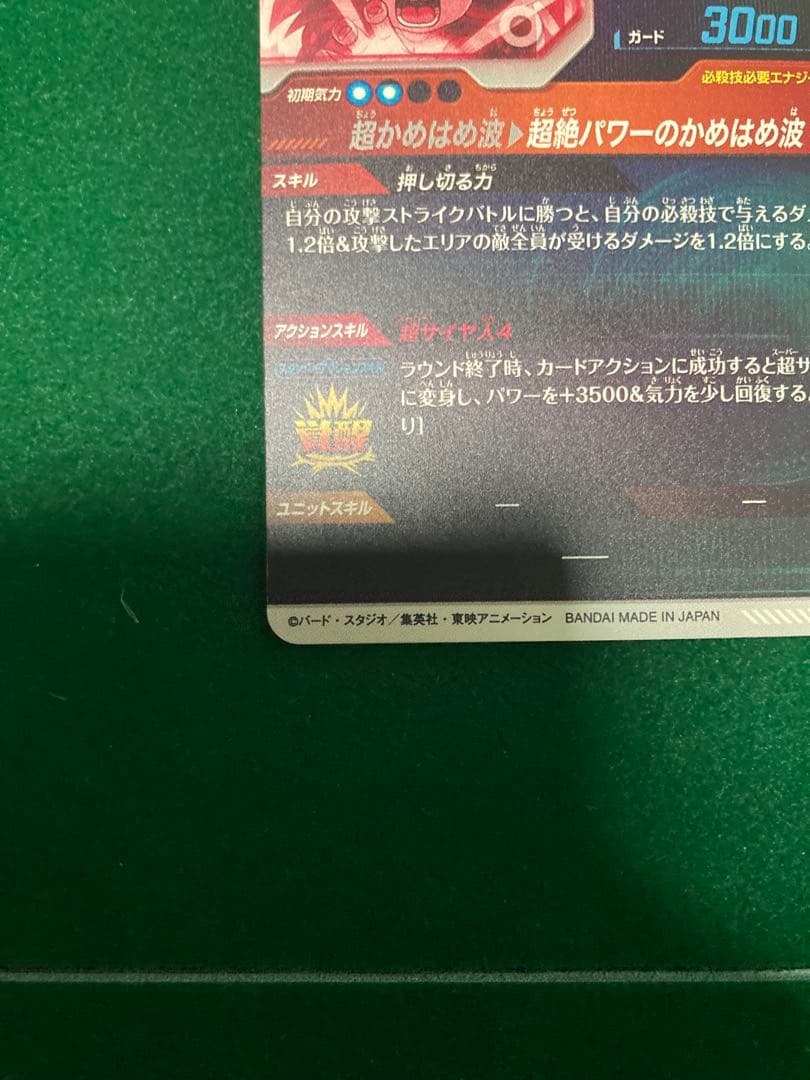 ガード 3000
必殺技必要エナジー
初期気力
超かめはめ波▶超絶パワーのかめはめ波
スキル 押し切る力
自分の攻撃ストライクバトルに勝つと、自分の必殺技で与えるダ
1.2倍&攻撃したエリアの敵全員が受けるダメージを1.2倍にする。
アクションスキル 超サイヤ人4
ラウンド終了時、カードアクションに成功すると超サ
に変身し、パワーを+3500&気力を少し回復する。
り]
覚醒
ユニットスキル — —
—
©バード・スタジオ／集英社・東映アニメーション BANDAI MADE IN JAPAN